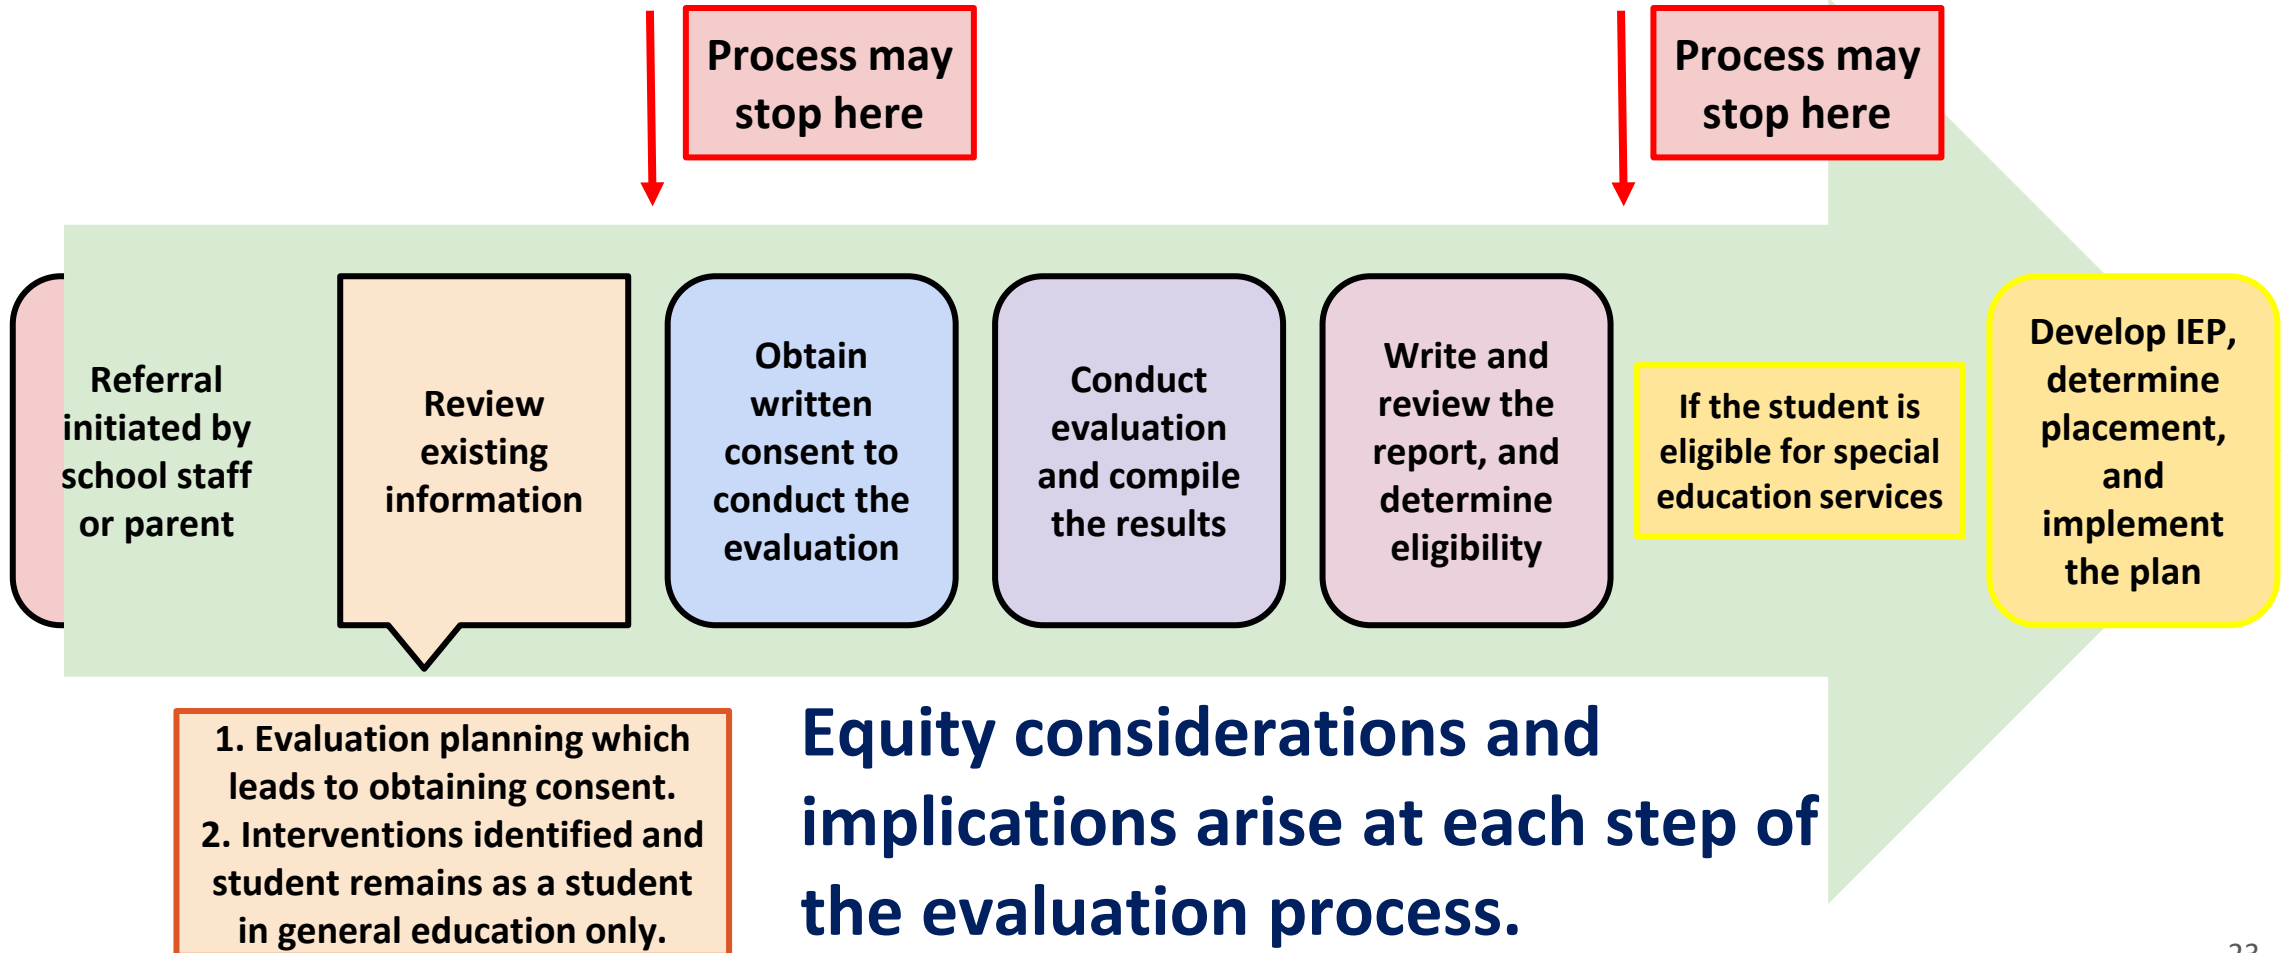 Process may
stop here
Process may
stop here
Referral
initiated by
school staff
or parent
Review
existing
information
Obtain
written
consent to
conduct the
evaluation
Conduct
evaluation
and compile
the results
Write and
review the
report, and
determine
eligibility
If the student is
eligible for special
education services
Develop IEP,
determine
placement,
and
implement
the plan
1. Evaluation planning which
leads to obtaining consent.
2. Interventions identified and
student remains as a student
in general education only.
Equity considerations and
implications arise at each step of
the evaluation process.
23